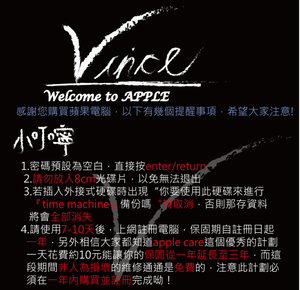 Vince
Welcome to APPLE
感謝您購買蘋果電腦，以下有幾個提醒事項，希望大家注意!
小叮嚀
1.密碼預設為空白，直接按enter/return
2.請勿放入8cm光碟片，以免無法退出
3.若插入外接式硬碟時出現“你要使用此硬碟來進行
『time machine』備份嗎”請取消，否則那存資料
將會全部消失
4.請使用7-10天後，上網註冊電腦，保固期自註冊日起
一年，另外相信大家都知道apple care這個優秀的計劃
一天花費約10元能讓你的保固從一年延長至三年，而這
段期間非人為損壞的維修通通是免費的，注意此計劃必
須在一年內購買並註冊完成呦！